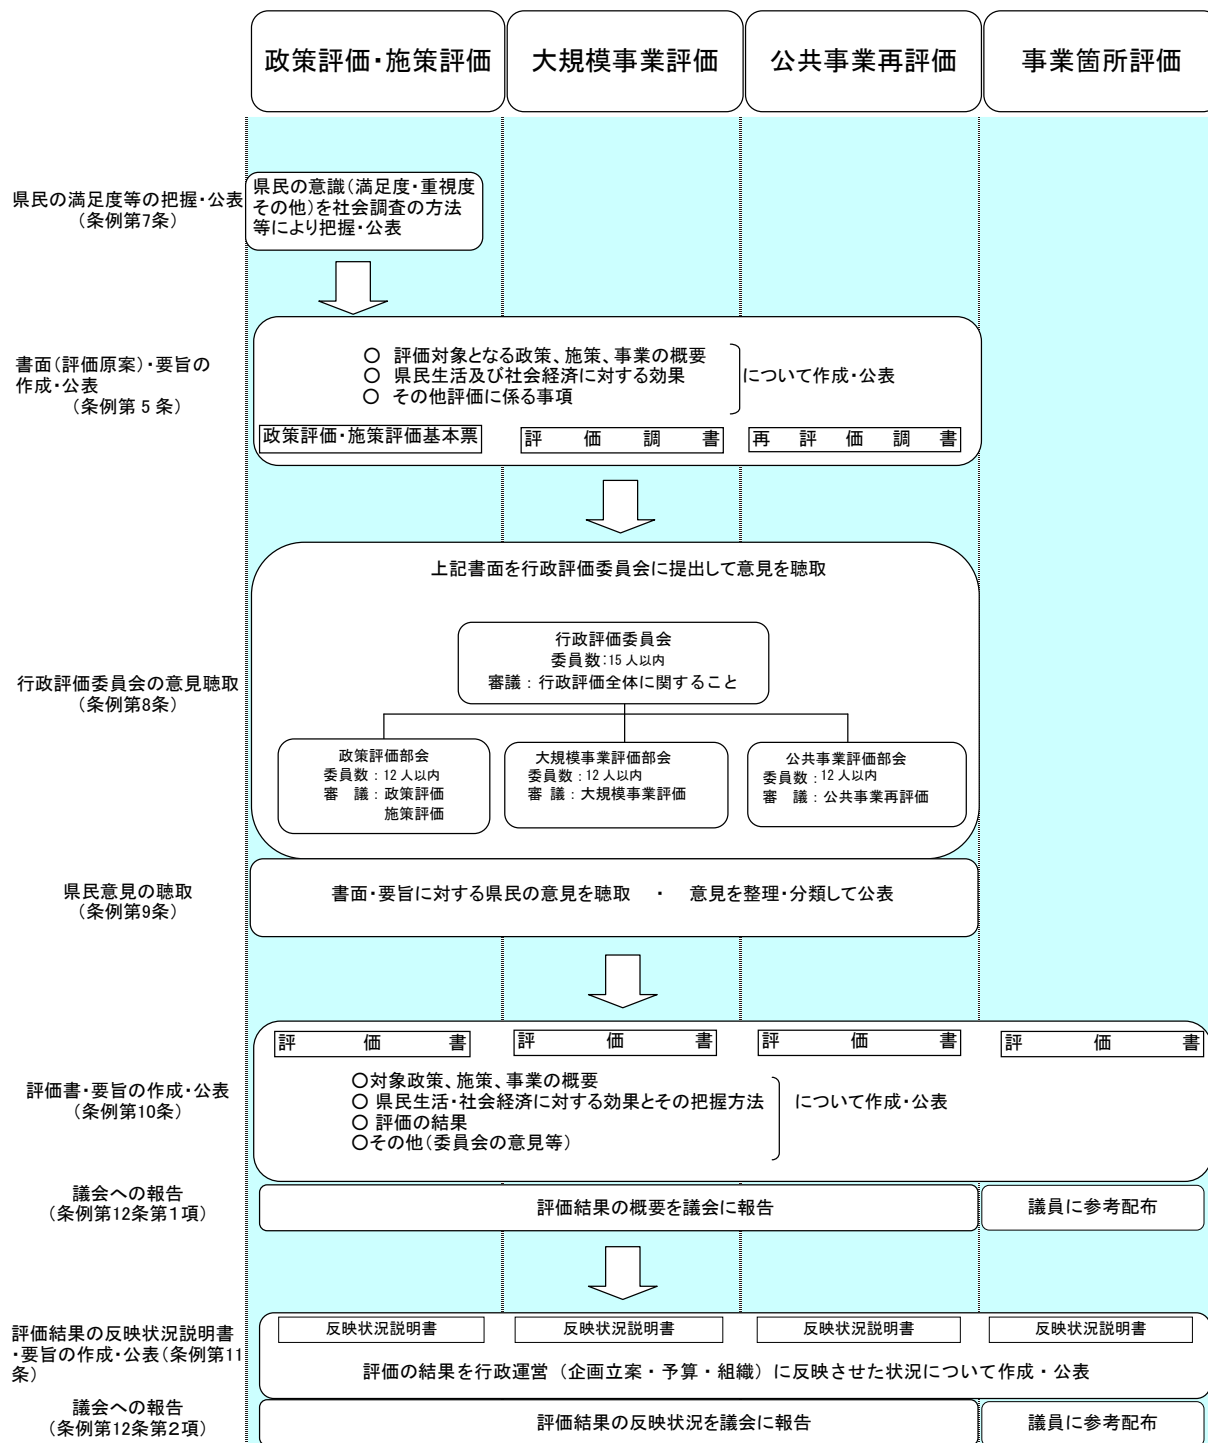 政策評価・施策評価
大規模事業評価
公共事業再評価
事業箇所評価
県民の満足度等の把握・公表
（条例第7条）
県民の意識（満足度・重視度
その他）を社会調査の方法
等により把握・公表
書面（評価原案）・要旨の
作成・公表
（条例第５条）
○ 評価対象となる政策、施策、事業の概要
○ 県民生活及び社会経済に対する効果
○ その他評価に係る事項
について作成・公表
政策評価・施策評価基本票
評　価　調　書
再　評　価　調　書
上記書面を行政評価委員会に提出して意見を聴取
行政評価委員会の意見聴取
（条例第8条）
行政評価委員会
委員数：15 人以内
審議：行政評価全体に関すること
政策評価部会
委員数：12 人以内
審　議：政策評価
施策評価
大規模事業評価部会
委員数：12 人以内
審 議：大規模事業評価
公共事業評価部会
委員数：12 人以内
審　議：公共事業再評価
県民意見の聴取
（条例第9条）
書面・要旨に対する県民の意見を聴取　・　意見を整理・分類して公表
評　価　書
評　価　書
評　価　書
評　価　書
評価書・要旨の作成・公表
（条例第10条）
○対象政策、施策、事業の概要
○ 県民生活・社会経済に対する効果とその把握方法
○ 評価の結果
○その他（委員会の意見等）
について作成・公表
議会への報告
（条例第12条第１項）
評価結果の概要を議会に報告
議員に参考配布
評価結果の反映状況説明書
・要旨の作成・公表（条例第11
条）
反映状況説明書
反映状況説明書
反映状況説明書
反映状況説明書
評価の結果を行政運営（企画立案・予算・組織）に反映させた状況について作成・公表
議会への報告
（条例第12条第２項）
評価結果の反映状況を議会に報告
議員に参考配布